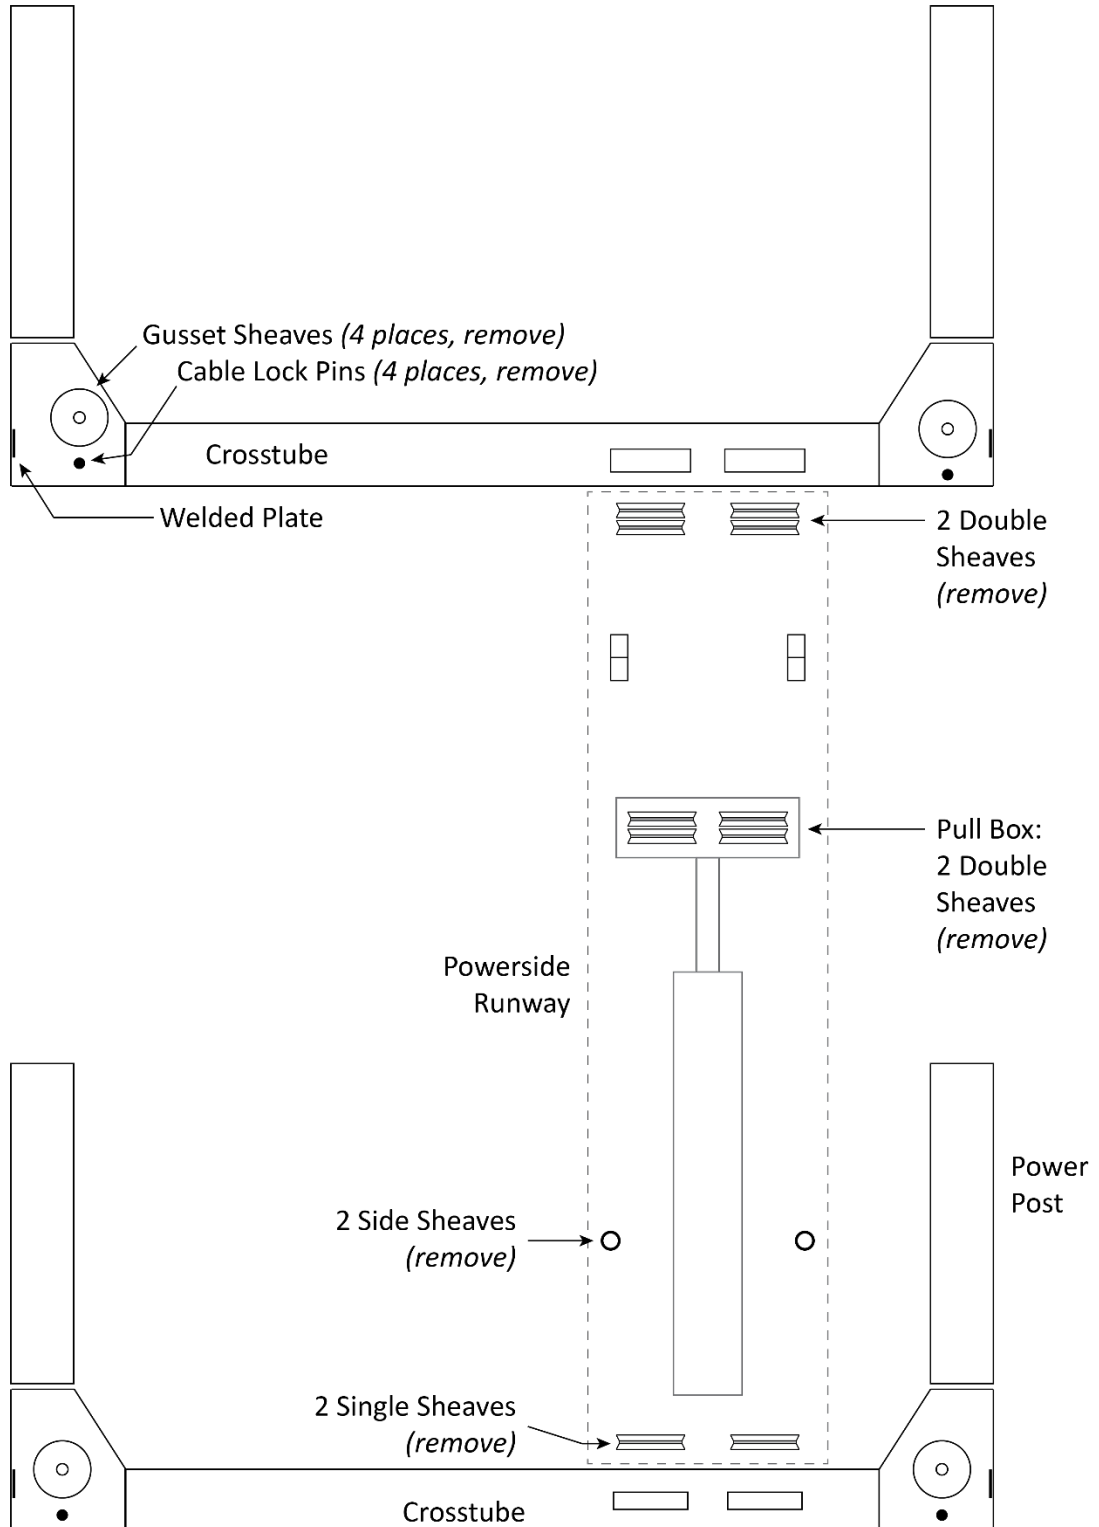 Gusset Sheaves (4 places, remove)
Cable Lock Pins (4 places, remove)
Crosstube
Welded Plate
2 Double
Sheaves
(remove)
Pull Box:
2 Double
Sheaves
(remove)
Powerside
Runway
Power
Post
2 Side Sheaves
(remove)
2 Single Sheaves
(remove)
Crosstube